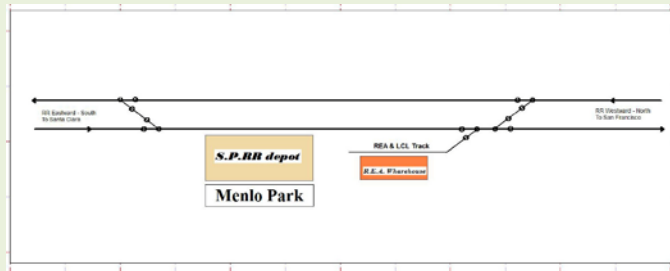 RR Eastward - South
To Santa Clara
RR Westward - North
To San Francisco
S.P.RR depot
REA & LCL Track
R.E.A. Wharehouse
Menlo Park